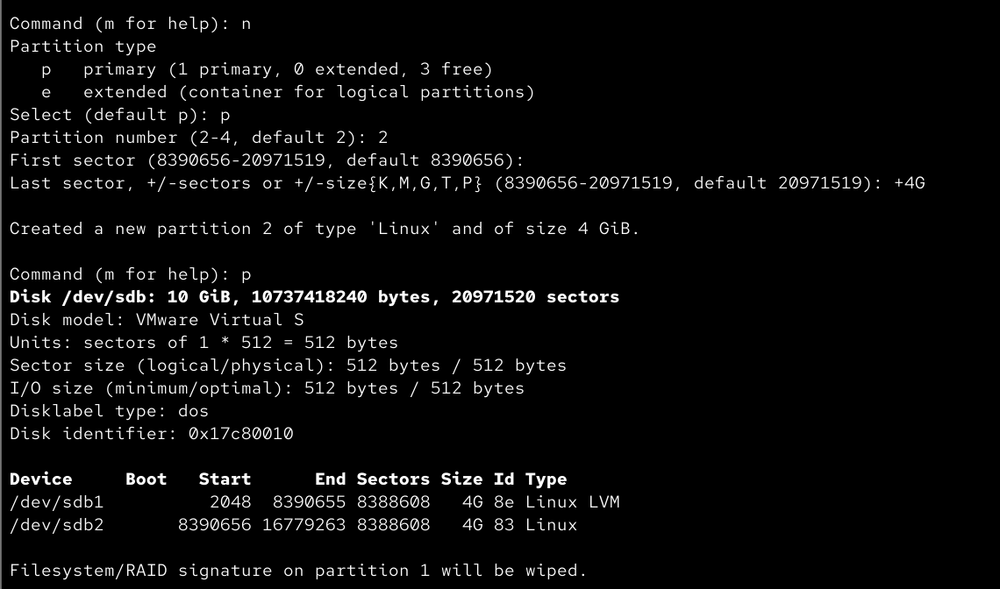 Command (m for help): n
Partition type
   p   primary (1 primary, 0 extended, 3 free)
   e   extended (container for logical partitions)
Select (default p): p
Partition number (2-4, default 2): 2
First sector (8390656-20971519, default 8390656):
Last sector, +/-sectors or +/-size{K,M,G,T,P} (8390656-20971519, default 20971519): +4G

Created a new partition 2 of type 'Linux' and of size 4 GiB.

Command (m for help): p
Disk /dev/sdb: 10 GiB, 10737418240 bytes, 20971520 sectors
Disk model: VMware Virtual S
Units: sectors of 1 * 512 = 512 bytes
Sector size (logical/physical): 512 bytes / 512 bytes
I/O size (minimum/optimal): 512 bytes / 512 bytes
Disklabel type: dos
Disk identifier: 0x17c80010

Device     Boot   Start      End Sectors Size Id Type
/dev/sdb1          2048  8390655 8388608   4G 8e Linux LVM
/dev/sdb2       8390656 16779263 8388608   4G 83 Linux

Filesystem/RAID signature on partition 1 will be wiped.